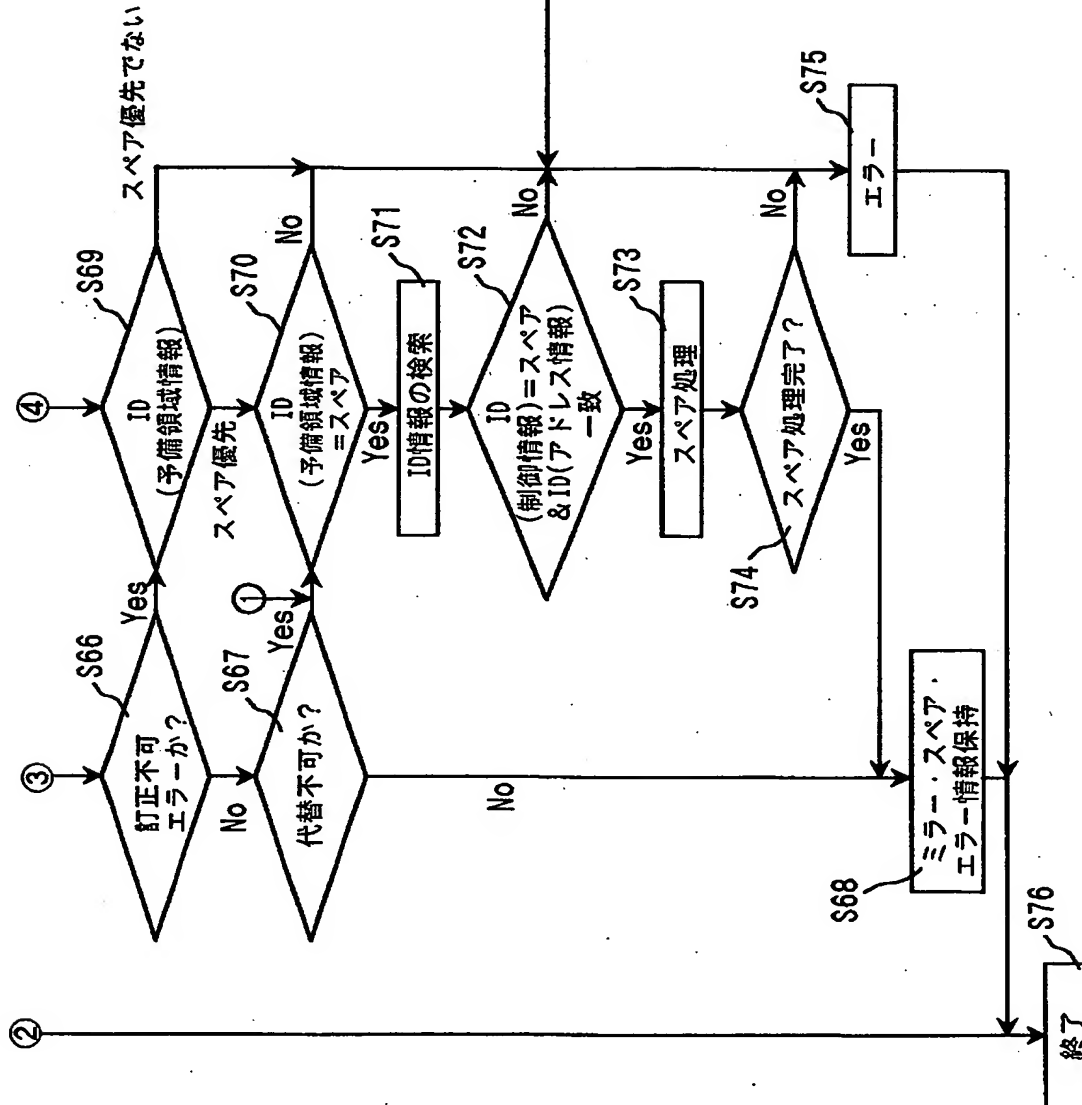 ②
③
④
訂正不可
エラーか?
S66
Yes
No
ID
(予備領域情報)
S69
スペア優先でない
スペア優先
代替不可か?
S67
①
Yes
No
ID
(予備領域情報)
=スペア
S70
No
Yes
ID情報の検索
S71
ID
(制御情報)=スペア
&ID(アドレス情報)
一致
S72
No
Yes
スペア処理
S73
スペア処理完了?
S74
No
Yes
エラー
S75
ミラー・スペア・
エラー情報保持
S68
終了
S76